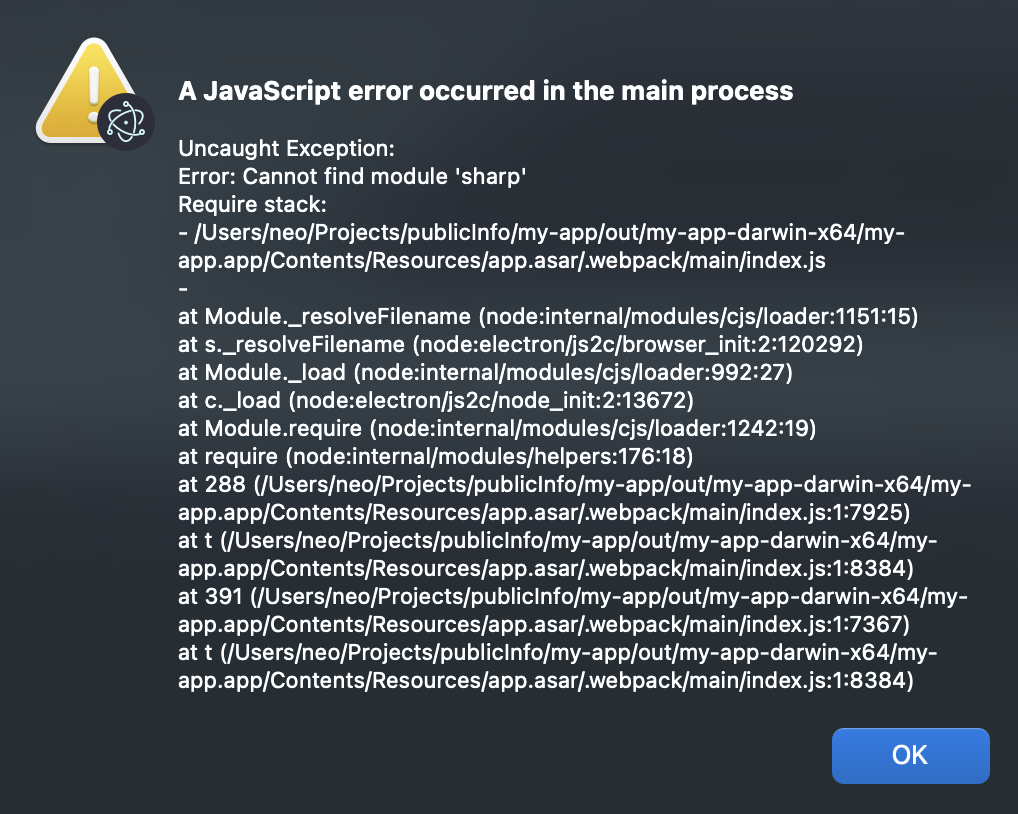 A JavaScript error occurred in the main process
Uncaught Exception:
Error: Cannot find module 'sharp'
Require stack:
- /Users/neo/Projects/publicInfo/my-app/out/my-app-darwin-x64/my-
app.app/Contents/Resources/app.asar/.webpack/main/index.js
-
at Module._resolveFilename (node:internal/modules/cjs/loader:1151:15)
at s._resolveFilename (node:electron/js2c/browser_init:2:120292)
at Module._load (node:internal/modules/cjs/loader:992:27)
at c._load (node:electron/js2c/node_init:2:13672)
at Module.require (node:internal/modules/cjs/loader:1242:19)
at require (node:internal/modules/helpers:176:18)
at 288 (/Users/neo/Projects/publicInfo/my-app/out/my-app-darwin-x64/my-
app.app/Contents/Resources/app.asar/.webpack/main/index.js:1:7925)
at t (/Users/neo/Projects/publicInfo/my-app/out/my-app-darwin-x64/my-
app.app/Contents/Resources/app.asar/.webpack/main/index.js:1:8384)
at 391 (/Users/neo/Projects/publicInfo/my-app/out/my-app-darwin-x64/my-
app.app/Contents/Resources/app.asar/.webpack/main/index.js:1:7367)
at t (/Users/neo/Projects/publicInfo/my-app/out/my-app-darwin-x64/my-
app.app/Contents/Resources/app.asar/.webpack/main/index.js:1:8384)
OK